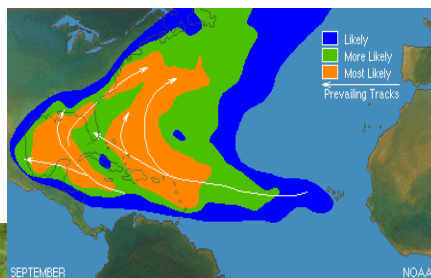 Likely
More Likely
Most Likely
Prevailing Tracks
SEPTEMBER
NOAA